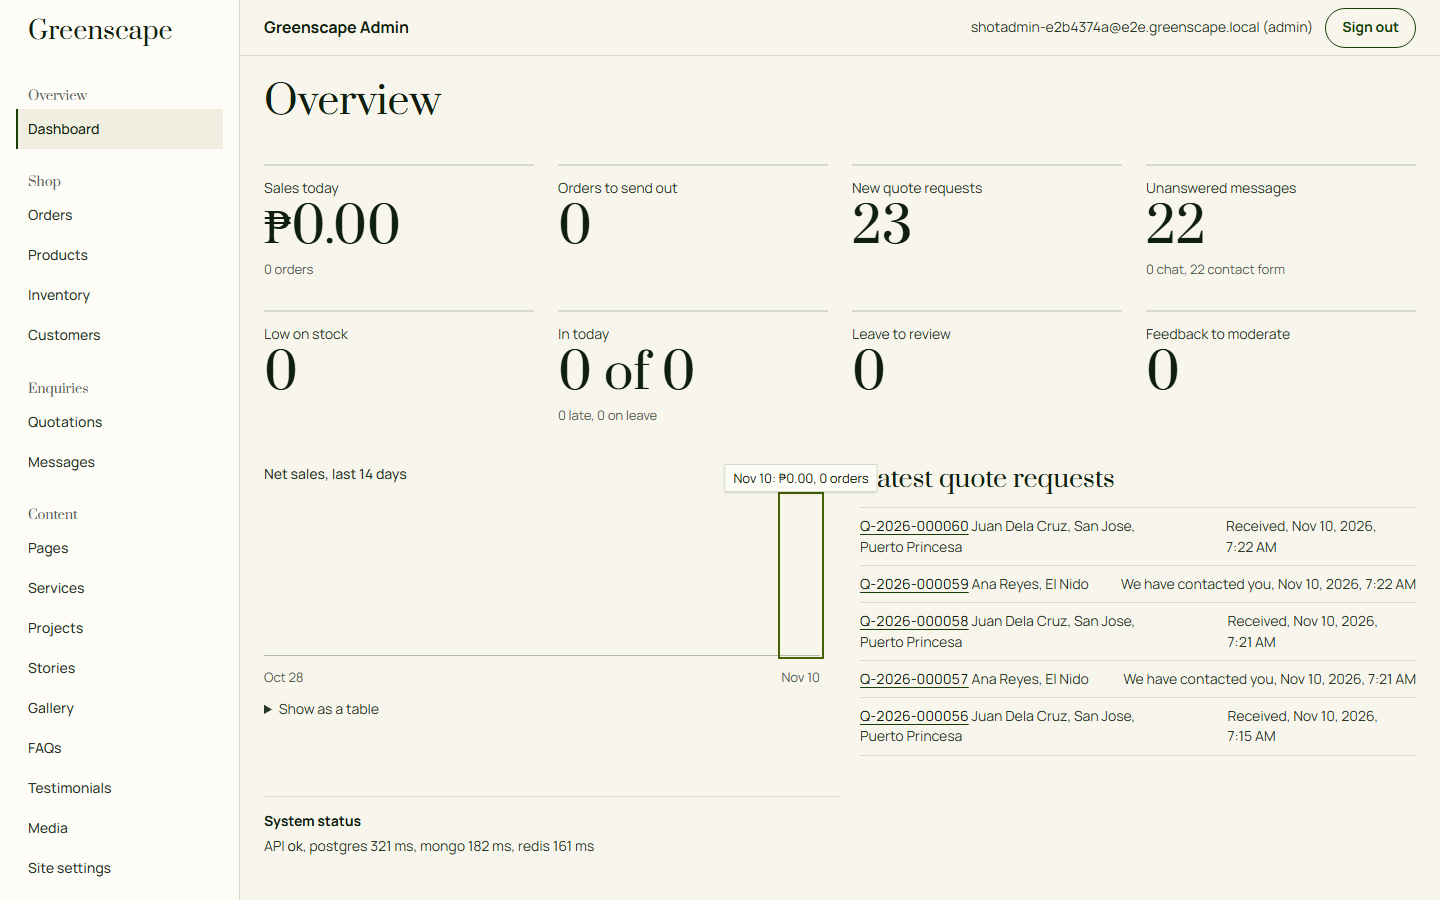 Greenscape
Overview
Dashboard
Shop
Orders
Products
Inventory
Customers
Enquiries
Quotations
Messages
Content
Pages
Services
Projects
Stories
Gallery
FAQs
Testimonials
Media
Site settings
Greenscape Admin
shotadmin-e2b4374a@e2e.greenscape.local (admin)
Sign out
Overview
Sales today
₱0.00
0 orders
Orders to send out
0
New quote requests
23
Unanswered messages
22
0 chat, 22 contact form
Low on stock
0
In today
0 of 0
0 late, 0 on leave
Leave to review
0
Feedback to moderate
0
Net sales, last 14 days
Nov 10: ₱0.00, 0 orders
Oct 28
Nov 10
▶ Show as a table
atest quote requests
Q-2026-000060 Juan Dela Cruz, San Jose,
Puerto Princesa
Received, Nov 10, 2026,
7:22 AM
Q-2026-000059 Ana Reyes, El Nido
We have contacted you, Nov 10, 2026, 7:22 AM
Q-2026-000058 Juan Dela Cruz, San Jose,
Puerto Princesa
Received, Nov 10, 2026,
7:21 AM
Q-2026-000057 Ana Reyes, El Nido
We have contacted you, Nov 10, 2026, 7:21 AM
Q-2026-000056 Juan Dela Cruz, San Jose,
Puerto Princesa
Received, Nov 10, 2026,
7:15 AM
System status
API ok, postgres 321 ms, mongo 182 ms, redis 161 ms